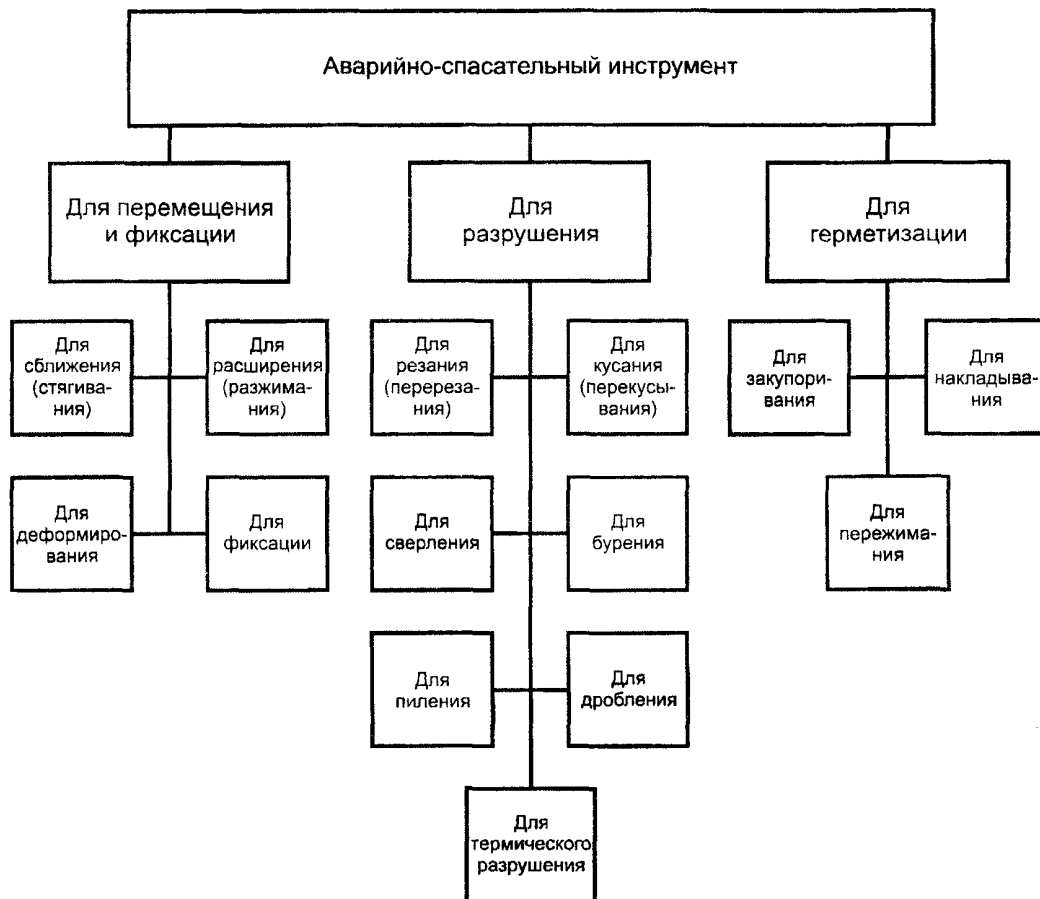 Аварийно-спасательный инструмент
Для перемещения
и фиксации
Для
разрушения
Для
герметизации
Для
сближения
(стягива-
ния)
Для
расширения
(разжима-
ния)
Для
резания
(перереза-
ния)
Для
кусания
(перекусы-
вания)
Для
закупори-
вания
Для
накладыва-
ния
Для
деформиро-
вания
Для
фиксации
Для
сверления
Для
бурения
Для
пережима-
ния
Для
пиления
Для
дробления
Для
термического
разрушения